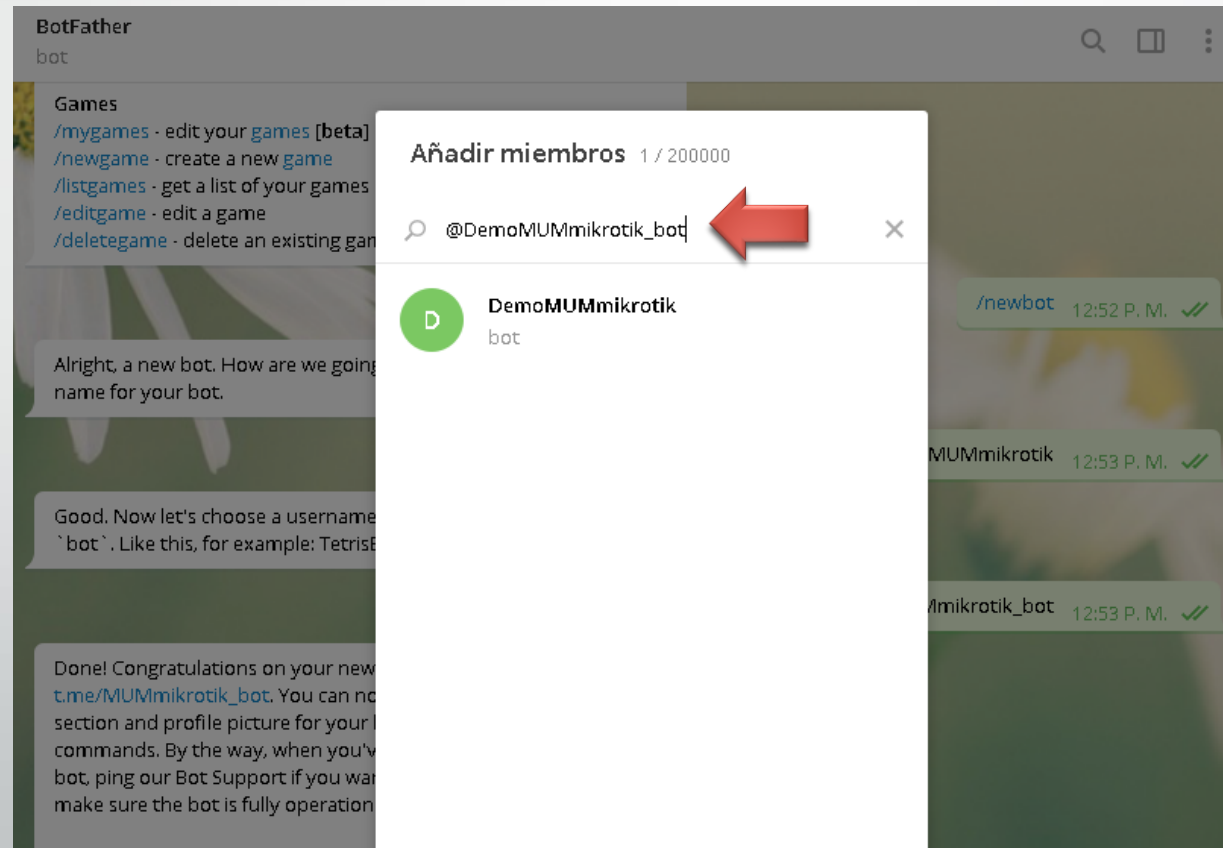 BotFather
bot
Games
/mygames - edit your games [beta]
/newgame - create a new game
/listgames - get a list of your games
/editgame - edit a game
/deletegame - delete an existing gam
Añadir miembros 1 / 200000
@DemoMUMmikrotik_bot
DemoMUMmikrotik
D
bot
/newbot 12:52 P. M.
Alright, a new bot. How are we going
name for your bot.
MUMmikrotik 12:53 P. M.
Good. Now let's choose a username
`bot`. Like this, for example: TetrisB
Mmikrotik_bot 12:53 P. M.
Done! Congratulations on your new
t.me/MUMmikrotik_bot. You can no
section and profile picture for your
commands. By the way, when you'v
bot, ping our Bot Support if you wan
make sure the bot is fully operation